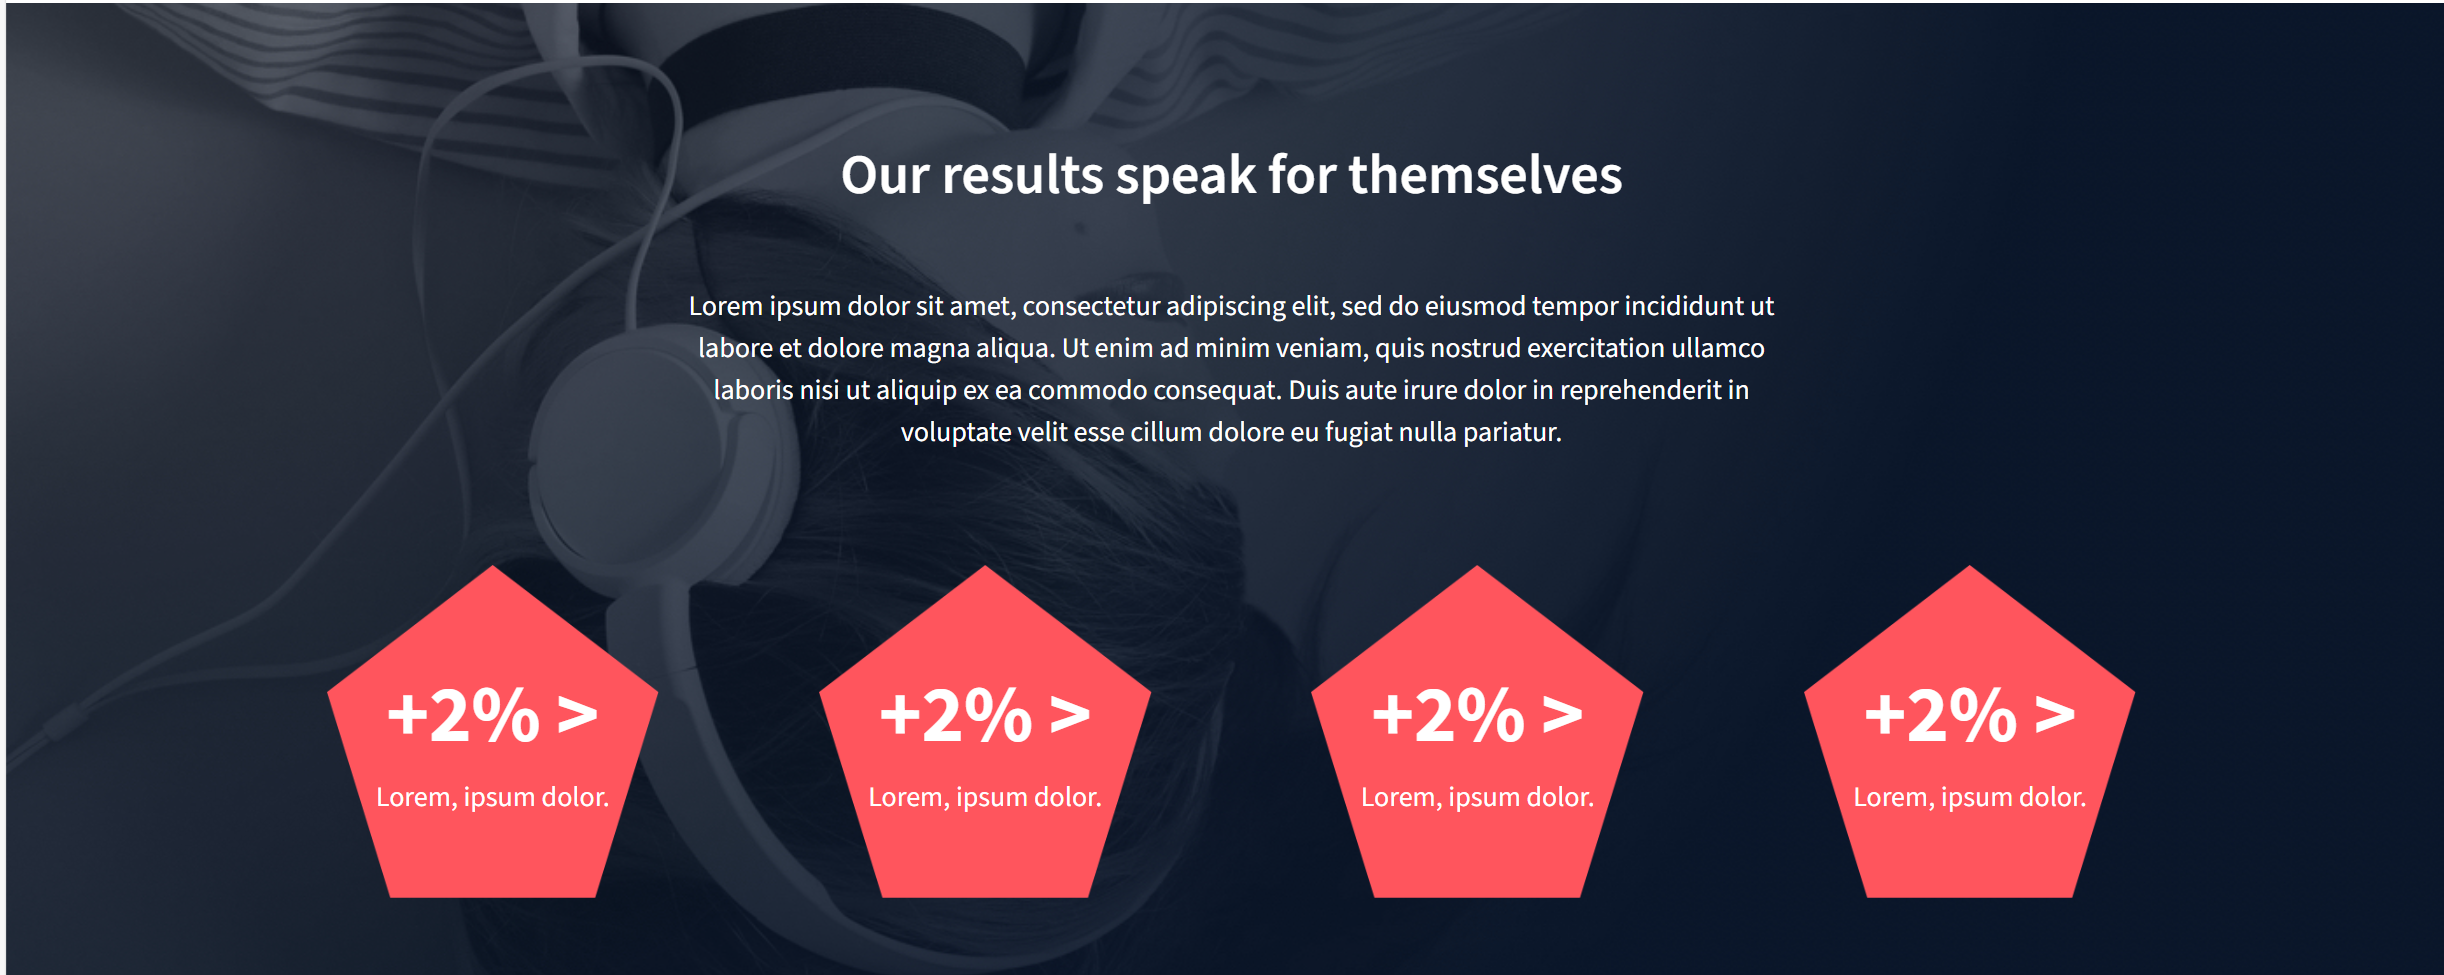 Our results speak for themselves
Lorem ipsum dolor sit amet, consectetur adipiscing elit, sed do eiusmod tempor incididunt ut
labore et dolore magna aliqua. Ut enim ad minim veniam, quis nostrud exercitation ullamco
laboris nisi ut aliquip ex ea commodo consequat. Duis aute irure dolor in reprehenderit in
voluptate velit esse cillum dolore eu fugiat nulla pariatur.
+2% >
Lorem, ipsum dolor.
+2% >
Lorem, ipsum dolor.
+2% >
Lorem, ipsum dolor.
+2% >
Lorem, ipsum dolor.